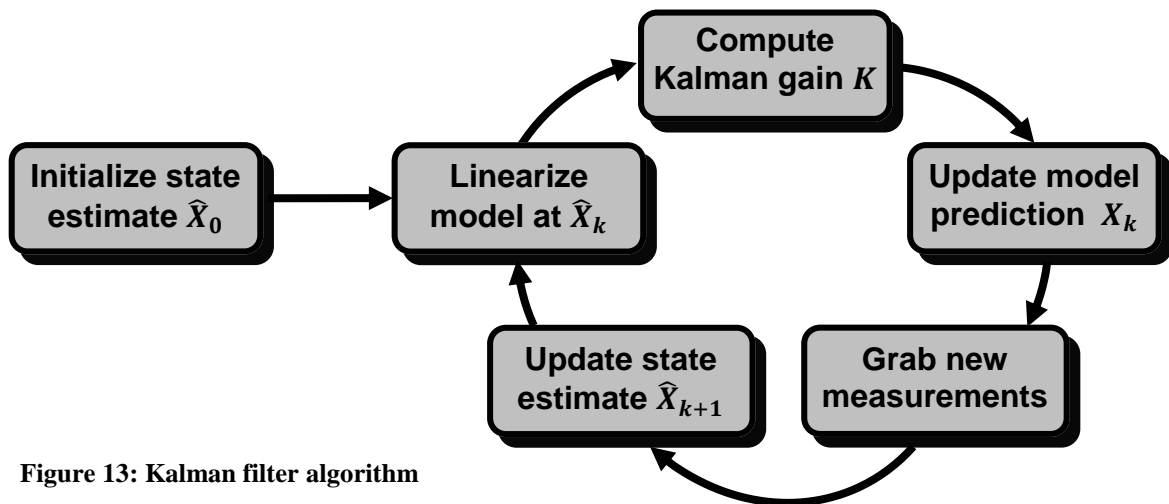 Compute
Kalman gain K
Initialize state
estimate X̂₀
Linearize
model at X̂ₖ
Update model
prediction Xₖ
Update state
estimate X̂ₖ₊₁
Grab new
measurements
Figure 13: Kalman filter algorithm